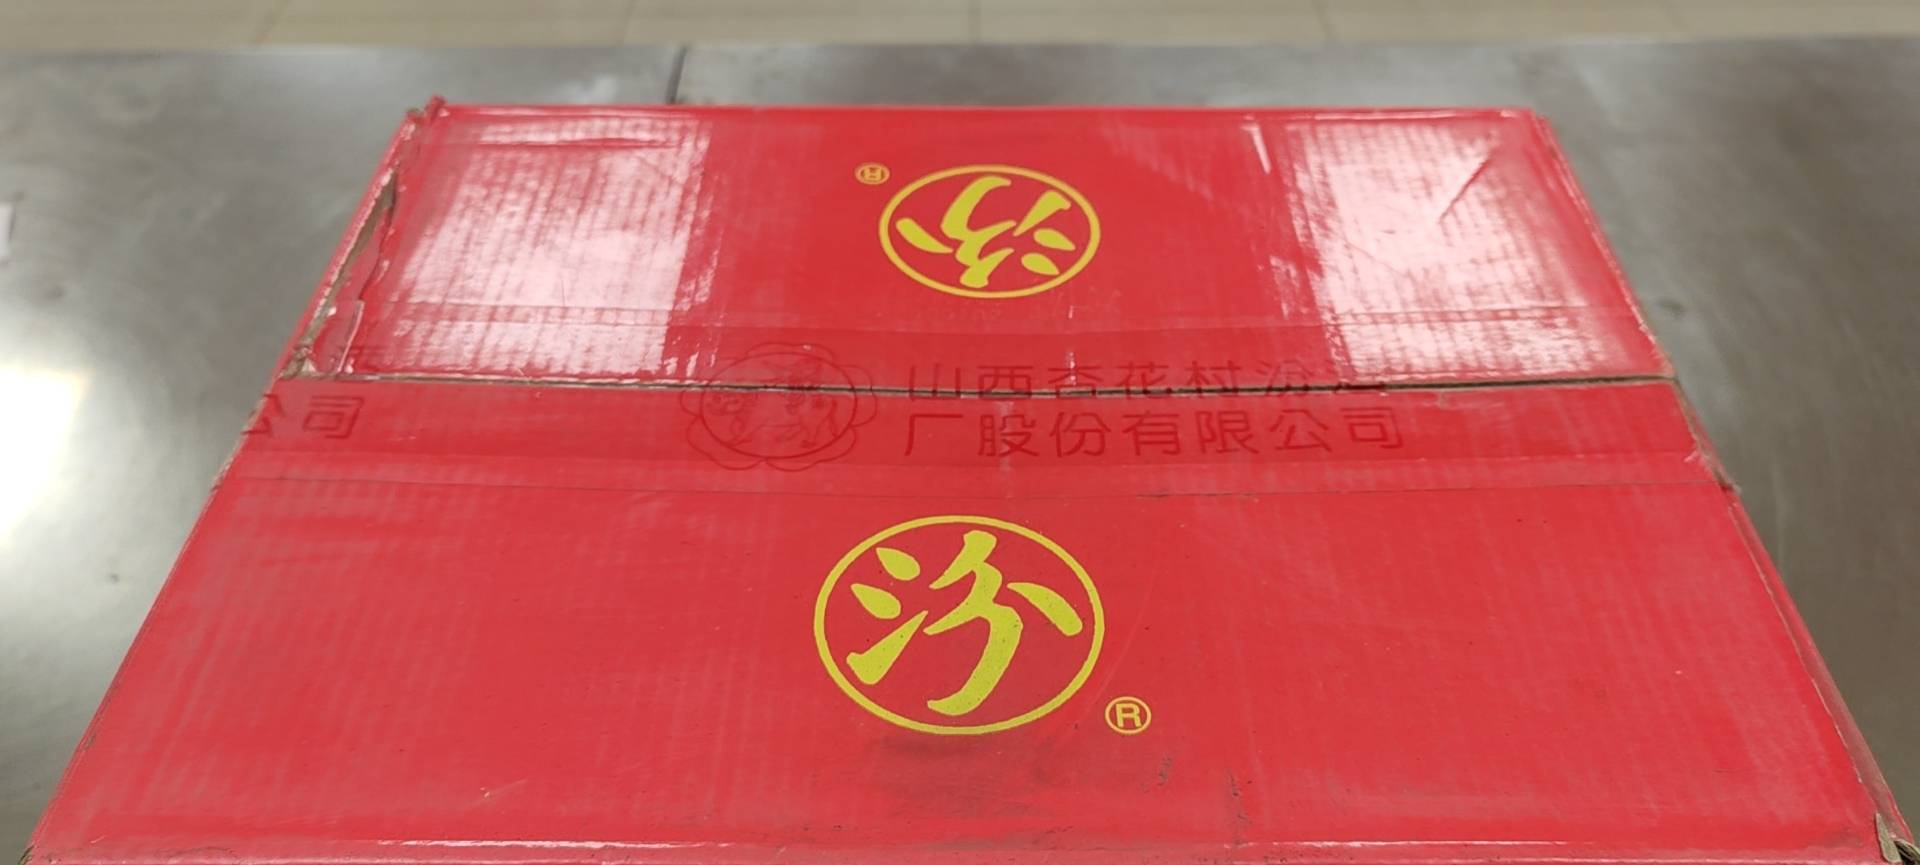 汾
®
山西杏花村汾酒
厂股份有限公司
公司
汾
®